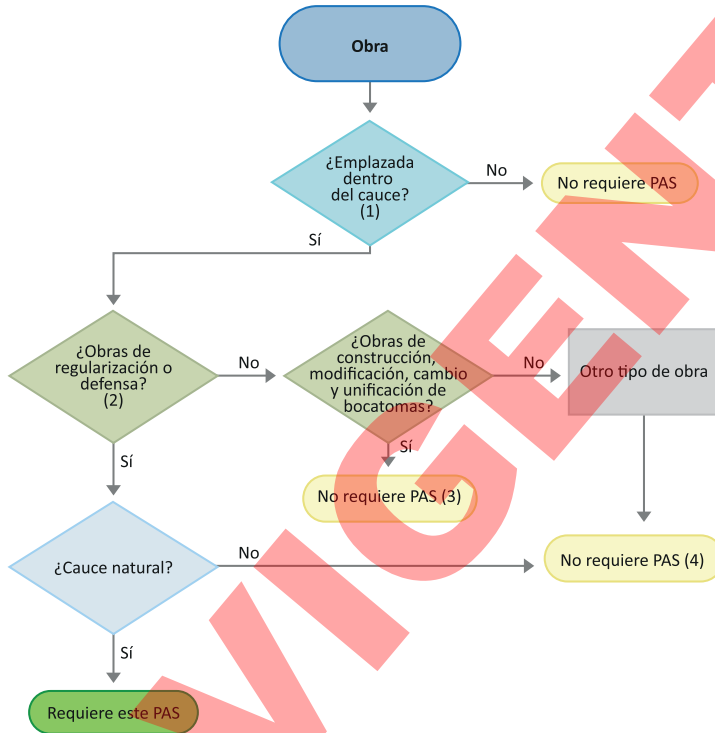 Obra
¿Emplazada
dentro
del cauce?
(1)
No
No requiere PAS
Sí
¿Obras de
regularización o
defensa?
(2)
No
¿Obras de
construcción,
modificación, cambio
y unificación de
bocatomas?
No
Otro tipo de obra
Sí
Sí
No requiere PAS (3)
¿Cauce natural?
No
No requiere PAS (4)
Sí
Requiere este PAS
VIGENT